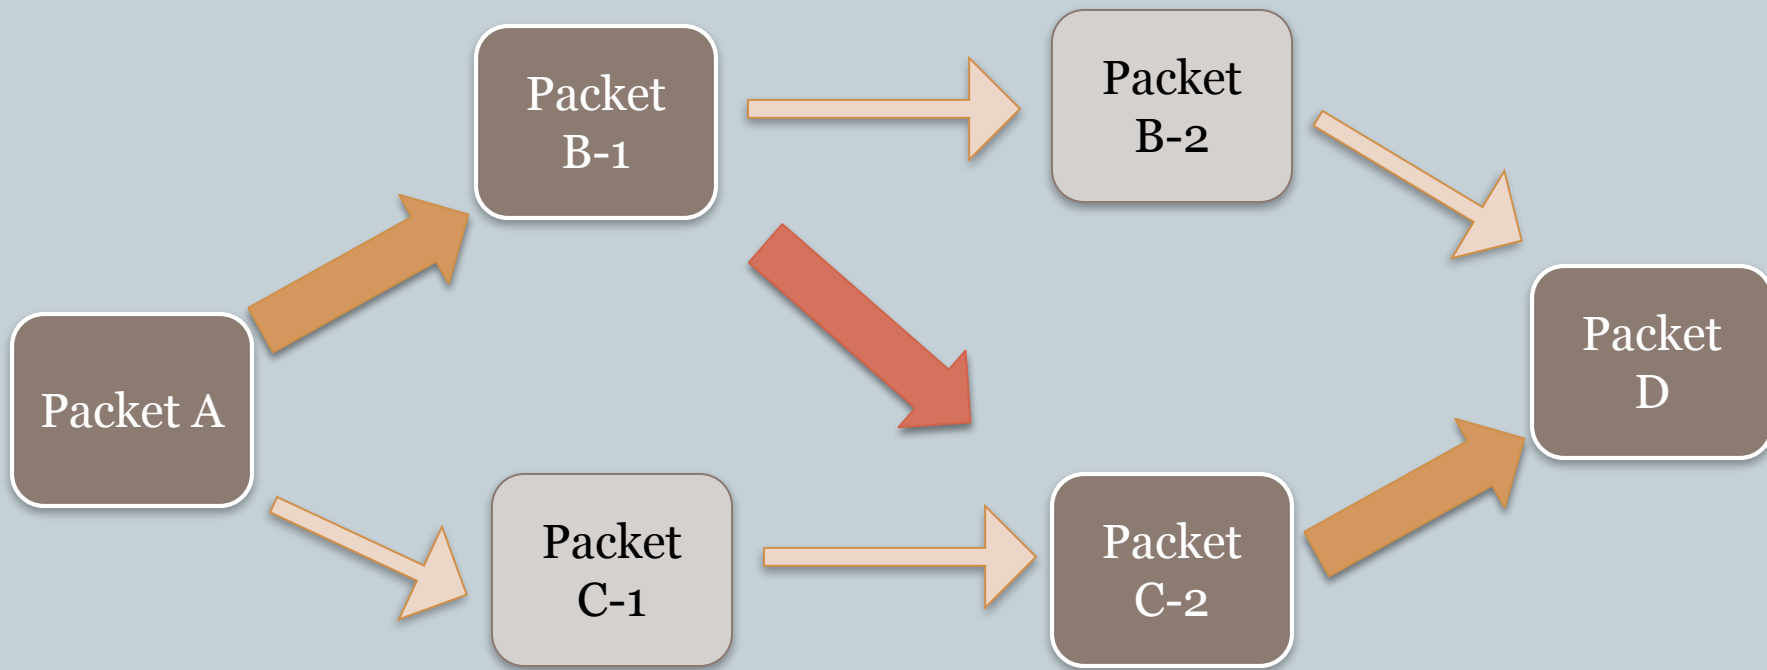 Packet
B-1
Packet
B-2
Packet A
Packet
D
Packet
C-1
Packet
C-2